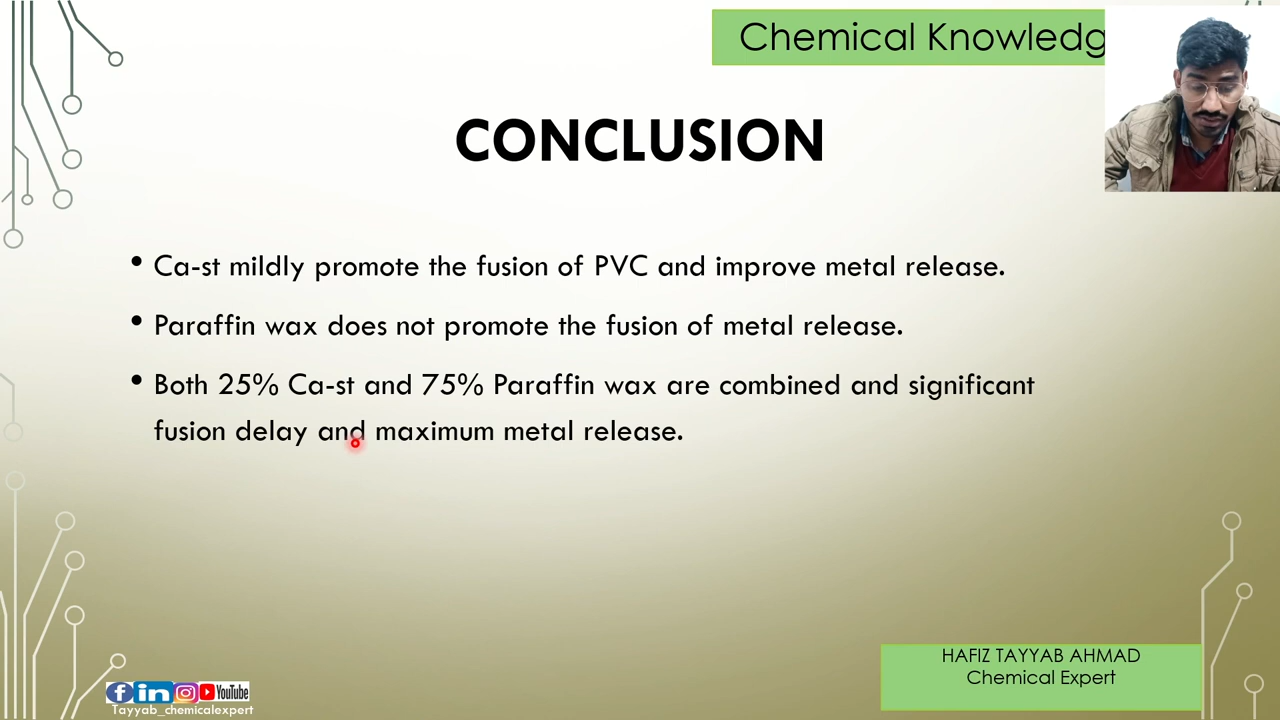 Chemical Knowledg
CONCLUSION
• Ca-st mildly promote the fusion of PVC and improve metal release.
• Paraffin wax does not promote the fusion of metal release.
• Both 25% Ca-st and 75% Paraffin wax are combined and significant
fusion delay and maximum metal release.
HAFIZ TAYYAB AHMAD
Chemical Expert
f in YouTube
Tayyab_chemicalexpert